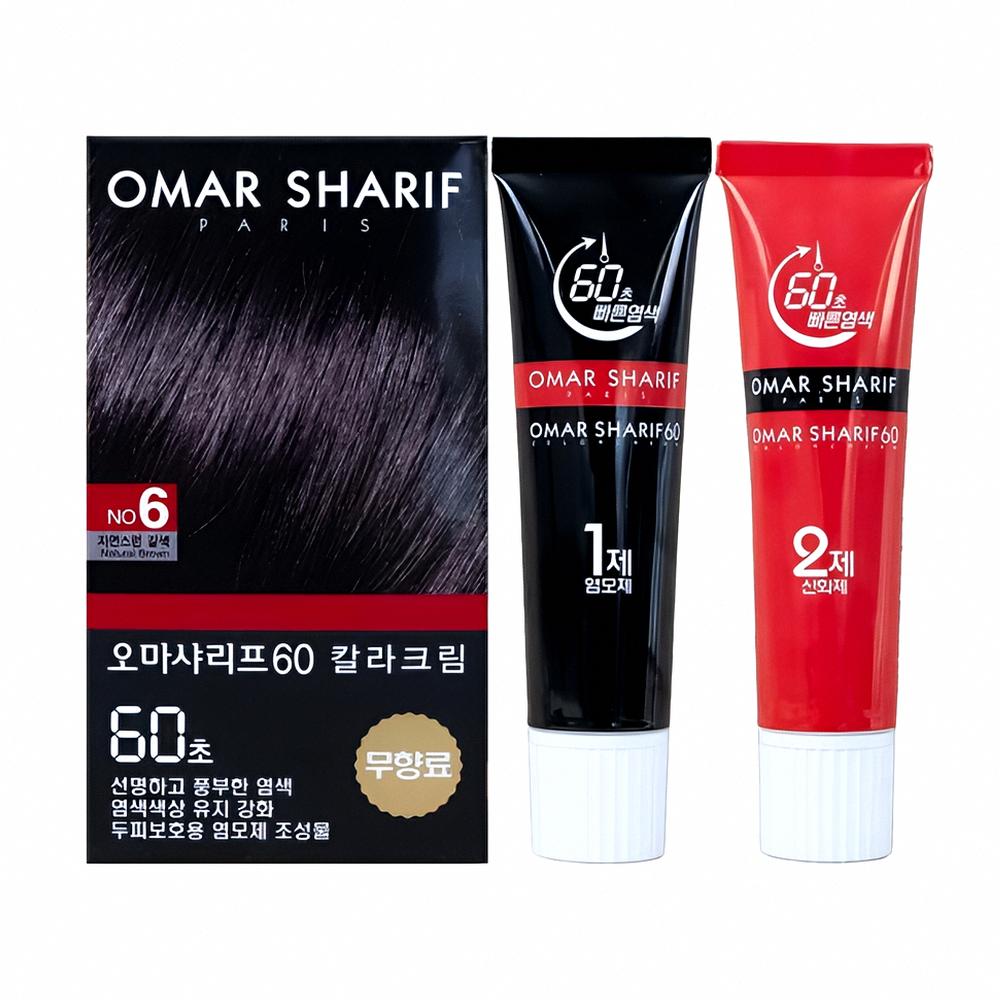 OMAR SHARIF
PARIS
NO 6
자연스런 갈색
Natural Brown
오마샤리프60 칼라크림
60초
선명하고 풍부한 염색
염색색상 유지 강화
두피보호용 염모제 조성물
무향료
60초
빠른염색
OMAR SHARIF
PARIS
OMAR SHARIF60
1제
염모제
60초
빠른염색
OMAR SHARIF
PARIS
OMAR SHARIF60
2제
산화제